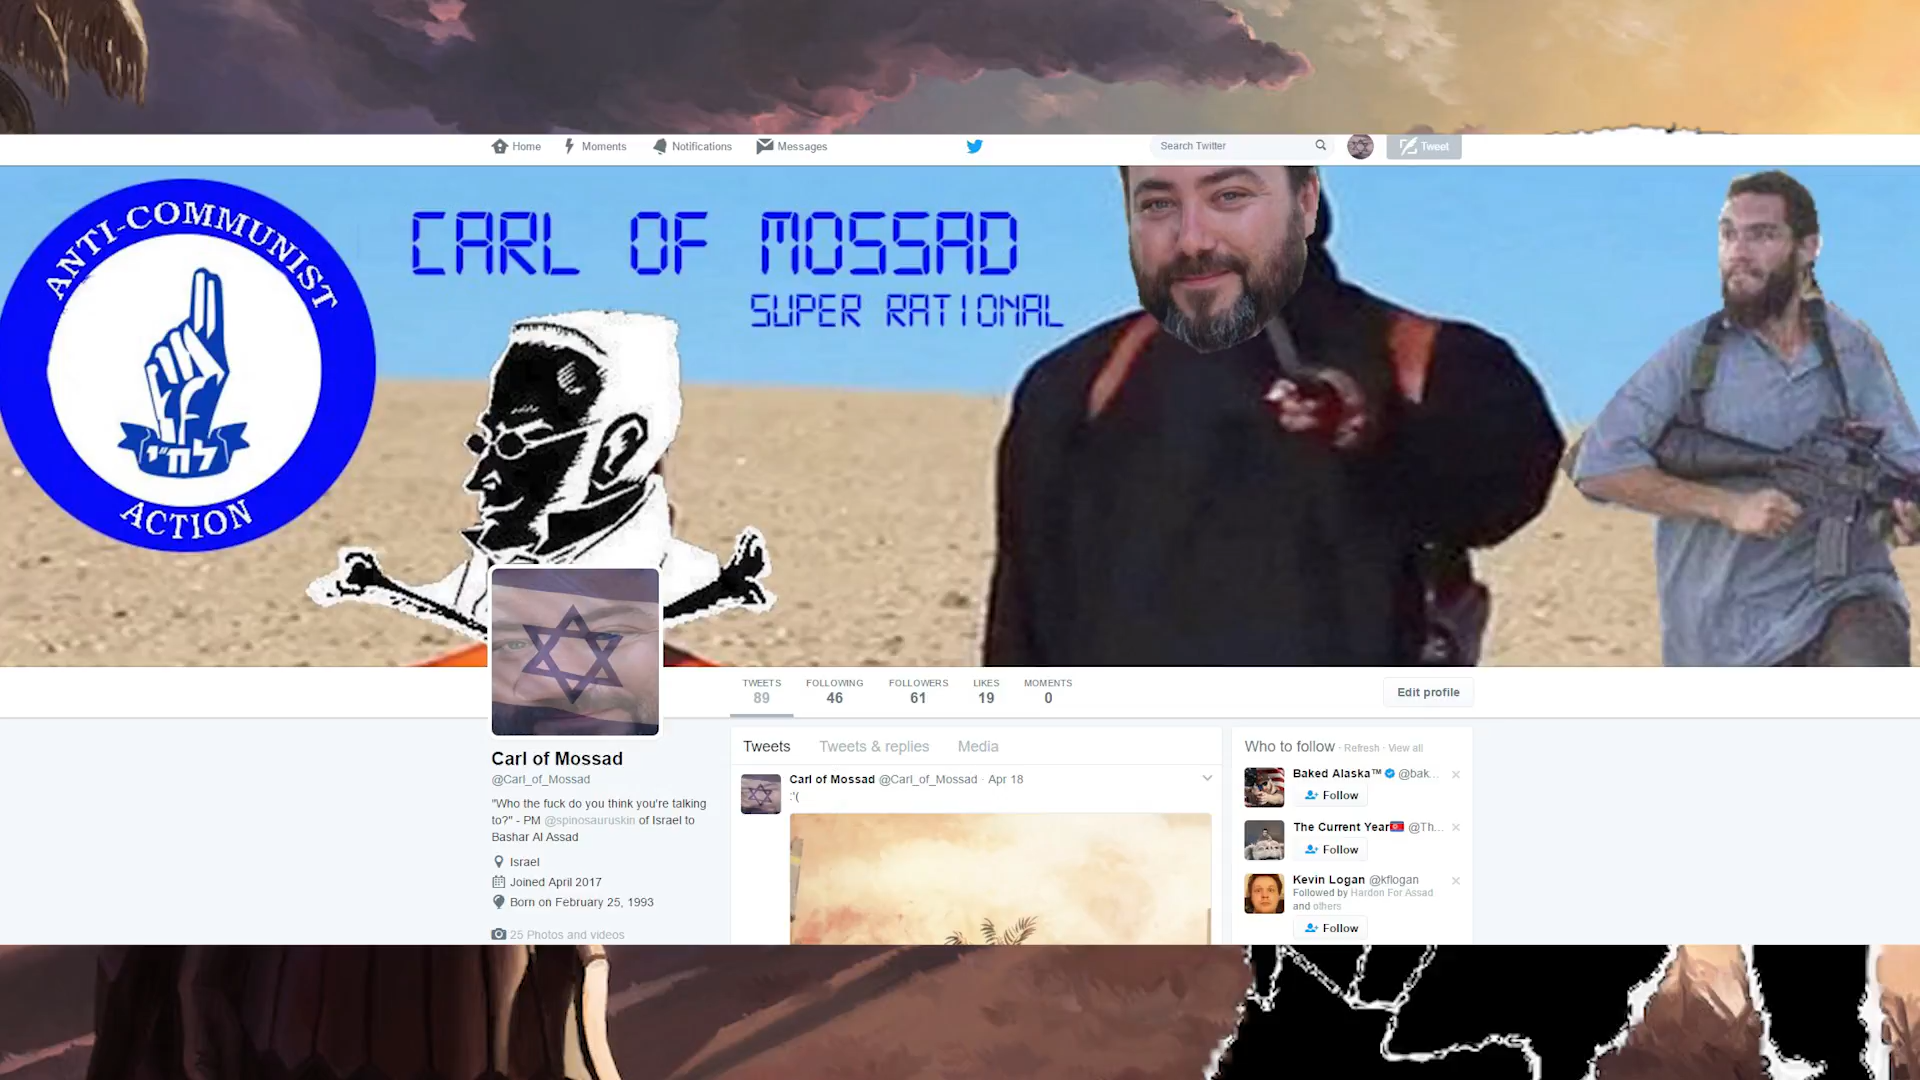 Home
Moments
Notifications
Messages
Search Twitter
Tweet
ANTI-COMMUNIST
לח"י
ACTION
CARL OF MOSSAD
SUPER RATIONAL
TWEETS
89
FOLLOWING
46
FOLLOWERS
61
LIKES
19
MOMENTS
0
Edit profile
Carl of Mossad
@Carl_of_Mossad
"Who the fuck do you think you're talking
to?" - PM @spinosauruskin of Israel to
Bashar Al Assad
Israel
Joined April 2017
Born on February 25, 1993
25 Photos and videos
Tweets
Tweets & replies
Media
Carl of Mossad @Carl_of_Mossad · Apr 18
:'(
Who to follow · Refresh · View all
Baked Alaska™ @bak...
Follow
The Current Year🇰🇵 @Th...
Follow
Kevin Logan @kflogan
Followed by Hardon For Assad
and others
Follow